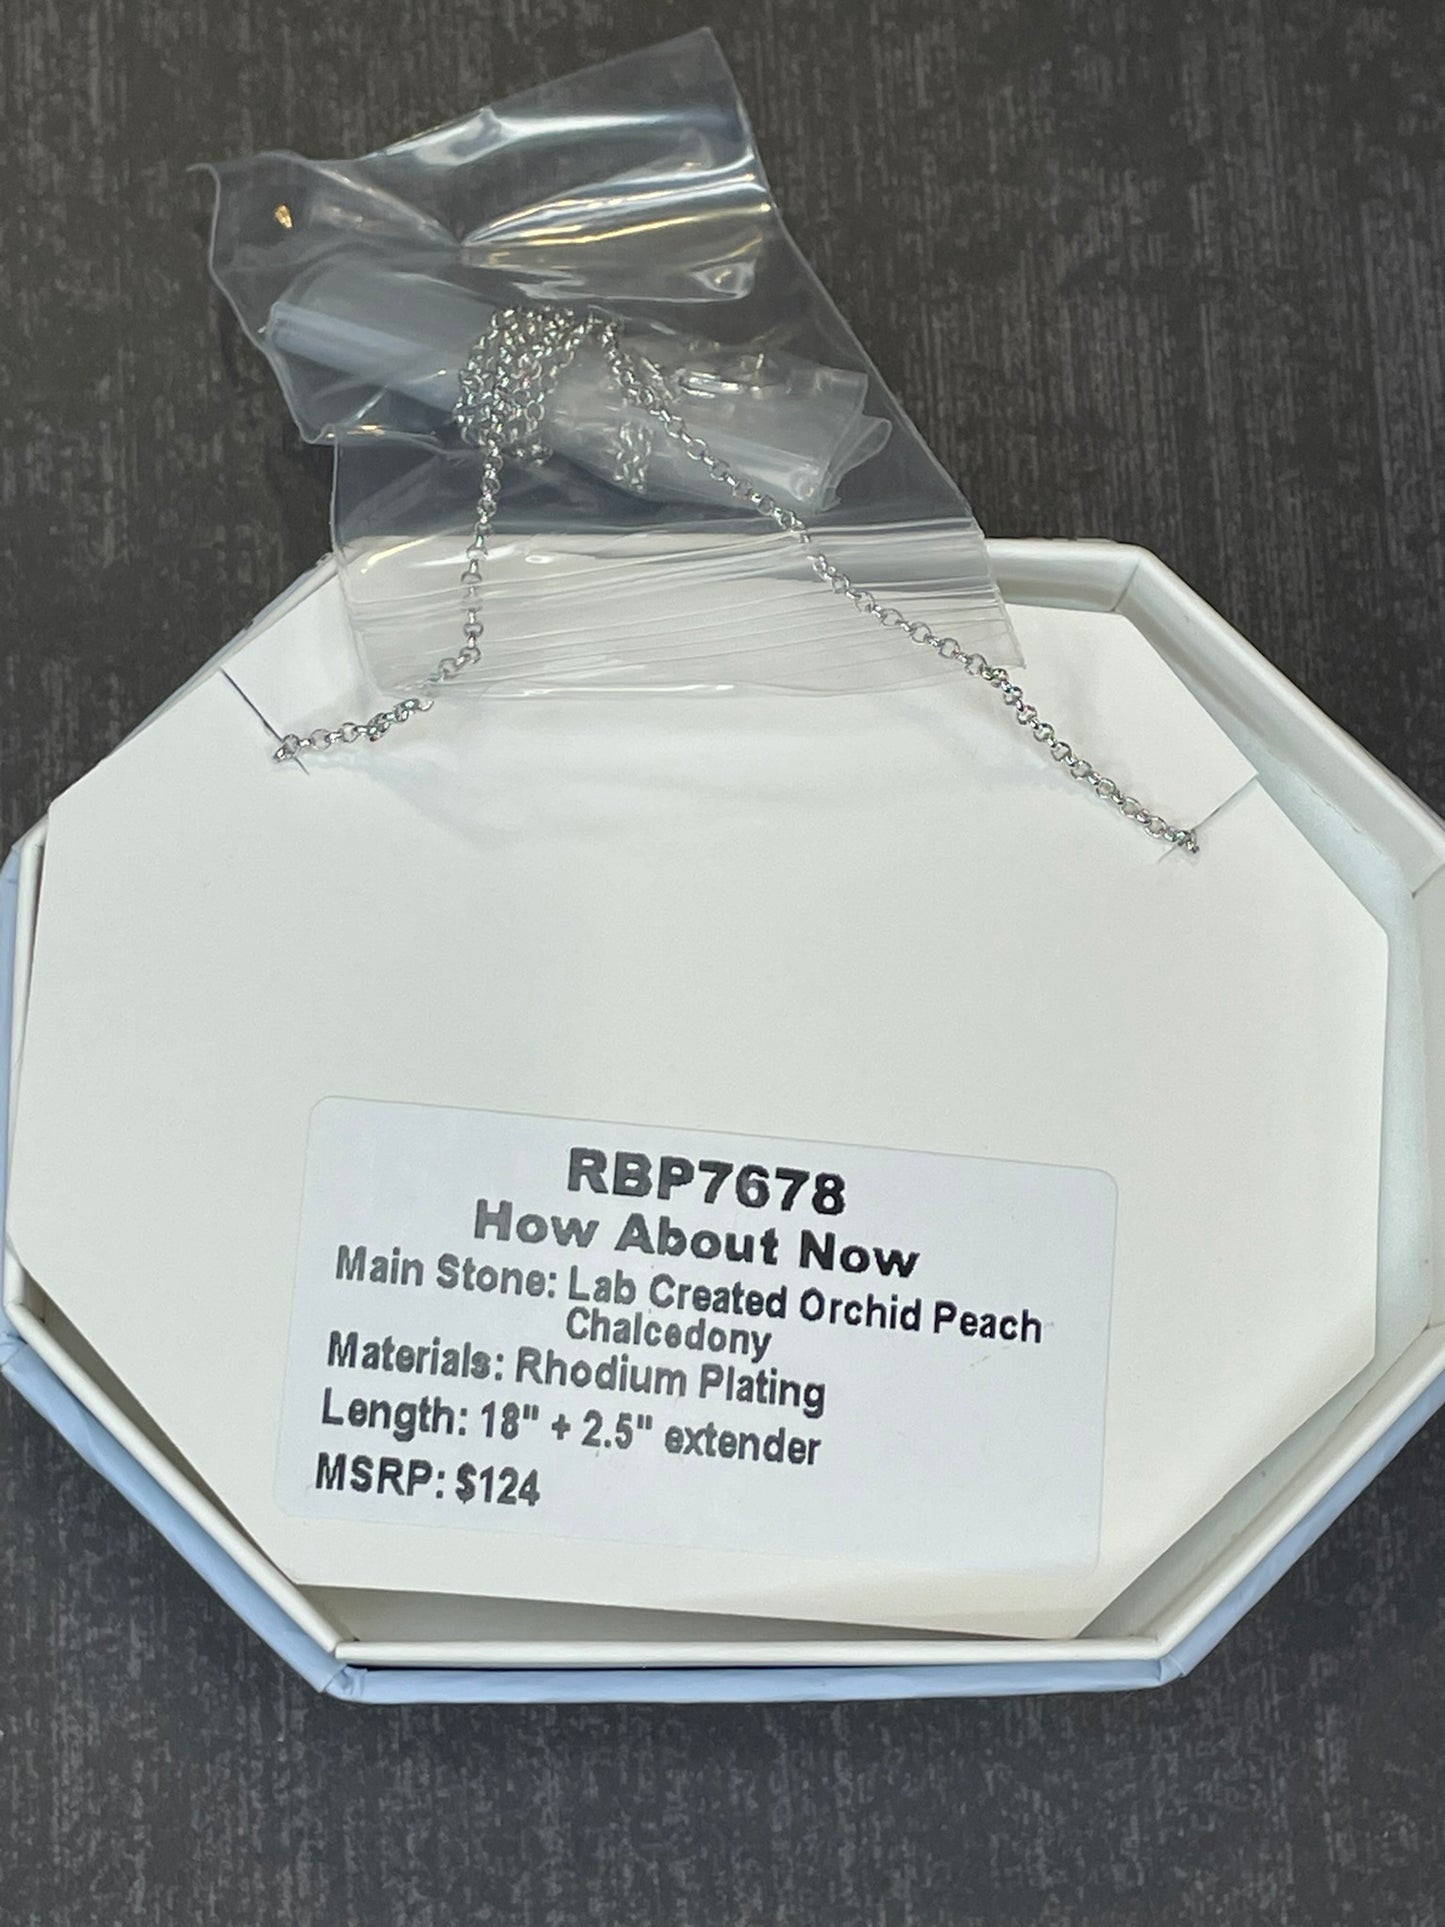 RBP7678
How About Now
Main Stone: Lab Created Orchid Peach
Chalcedony
Materials: Rhodium Plating
Length: 18" + 2.5" extender
MSRP: $124